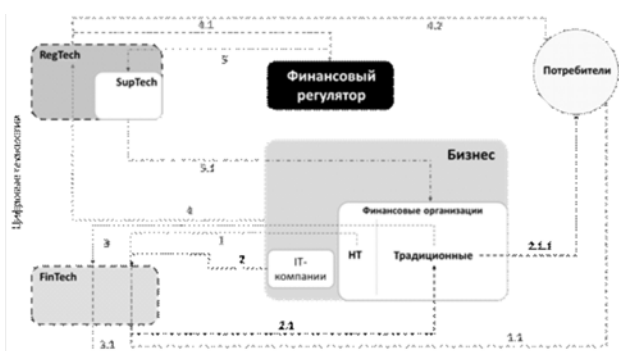 4.1
4.2
RegTech
5
SupTech
Финансовый
регулятор
Потребители
Цифровые технологии
5.1
Бизнес
4
Финансовые организации
3
1
2
IT-
компании
НТ
Традиционные
2.1.1
FinTech
2.1
3.1
1.1